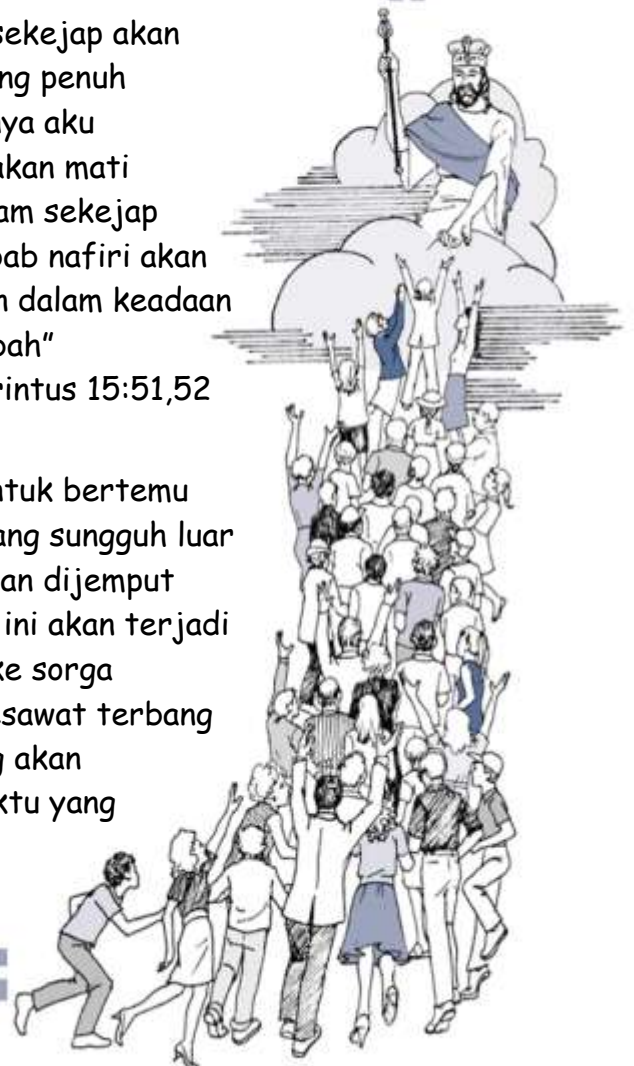 sekejap akan
ng penuh
nya aku
akan mati
am sekejap
bab nafiri akan
n dalam keadaan
bah”
rintus 15:51,52
ntuk bertemu
ang sungguh luar
an dijemput
ini akan terjadi
ke sorga
sawat terbang
g akan
ktu yang